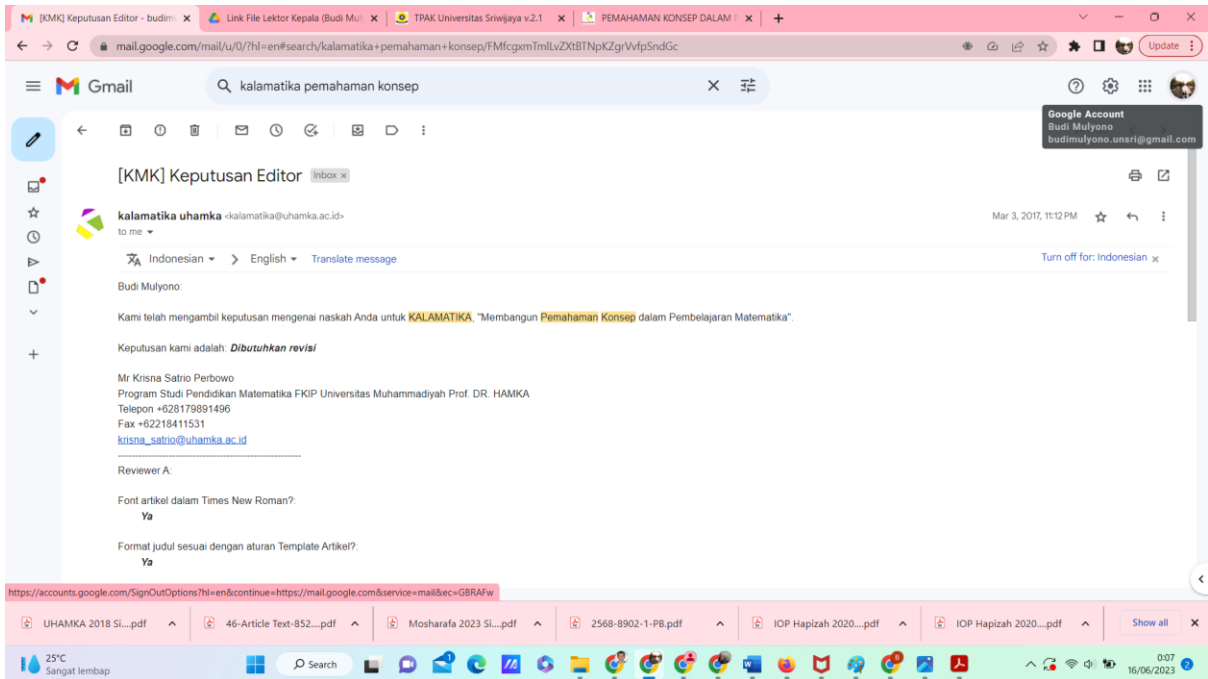 [KMK] Keputusan Editor - budimu
Link File Lektor Kepala (Budi Mul
TPAK Universitas Sriwijaya v.2.1
PEMAHAMAN KONSEP DALAM P
mail.google.com/mail/u/0/?hl=en#search/kalamatika+pemahaman+konsep/FMfcgxmTmlLvZXtBTNpKZgrVvfpSndGc
Update
Gmail
kalamatika pemahaman konsep
Google Account
Budi Mulyono
budimulyono.unsri@gmail.com
[KMK] Keputusan Editor Inbox x
kalamatika uhamka <kalamatika@uhamka.ac.id>
Mar 3, 2017, 11:12 PM
to me
Indonesian > English Translate message
Turn off for: Indonesian x
Budi Mulyono:
Kami telah mengambil keputusan mengenai naskah Anda untuk KALAMATIKA, "Membangun Pemahaman Konsep dalam Pembelajaran Matematika".
Keputusan kami adalah: Dibutuhkan revisi
Mr Krisna Satrio Perbowo
Program Studi Pendidikan Matematika FKIP Universitas Muhammadiyah Prof. DR. HAMKA
Telepon +628179891496
Fax +62218411531
krisna_satrio@uhamka.ac.id
------------------------------------------------------
Reviewer A:
Font artikel dalam Times New Roman?:
Ya
Format judul sesuai dengan aturan Template Artikel?:
Ya
https://accounts.google.com/SignOutOptions?hl=en&continue=https://mail.google.com&service=mail&ec=GBRAFw
UHAMKA 2018 Si....pdf
46-Article Text-852....pdf
Mosharafa 2023 Si....pdf
2568-8902-1-PB.pdf
IOP Hapizah 2020....pdf
IOP Hapizah 2020....pdf
Show all
25°C
Sangat lembap
Search
0:07
16/06/2023
2